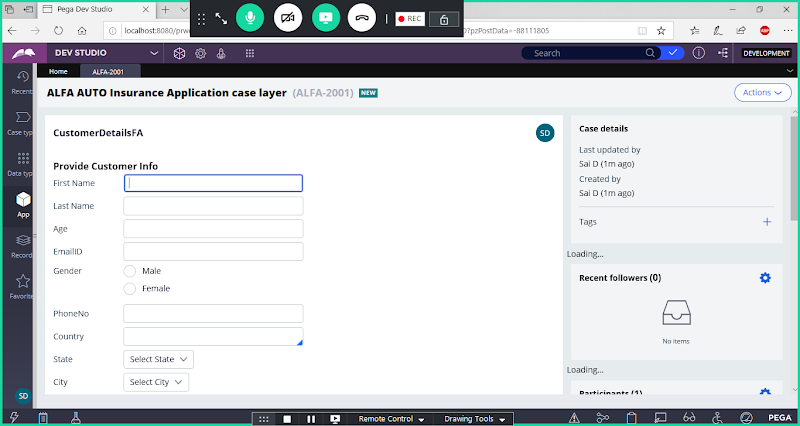 Pega Dev Studio
REC
localhost:8080/prw
0?pzPostData=-88111805
ABP
DEV STUDIO
Search
DEVELOPMENT
Home
ALFA-2001
Recent
Case typ
Data typ
App
Record
Favorite
SD
ALFA AUTO Insurance Application case layer (ALFA-2001) NEW
Actions
CustomerDetailsFA
SD
Provide Customer Info
First Name
Last Name
Age
EmailID
Gender
Male
Female
PhoneNo
Country
State
Select State
City
Select City
Case details
Last updated by
Sai D (1m ago)
Created by
Sai D (1m ago)
Tags
Loading...
Recent followers (0)
No items
Loading...
Participants (1)
Remote Control
Drawing Tools
PEGA